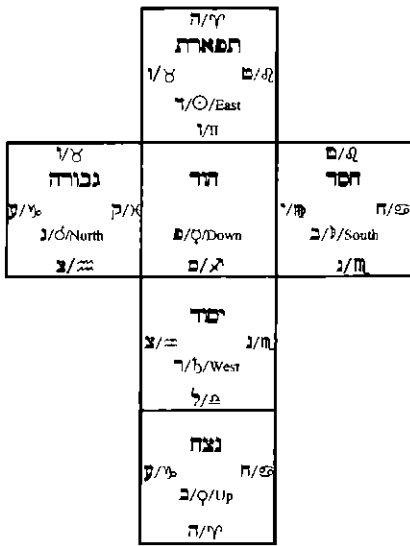 ה/♈
תפארת
ו/♉ ט/♌
ד/☉/East
ז/♊
ו/♉ ט/♌
גבורה הוד חסד
ע/♑ ק/♓ י/♍ ח/♋
ג/♂/North פ/♀/Down ב/☽/South
צ/♒ ס/♐ נ/♏
יסוד
צ/♒ נ/♏
ר/♄/West
ל/♎
נצח
ע/♑ ח/♋
כ/♀/Up
ה/♈